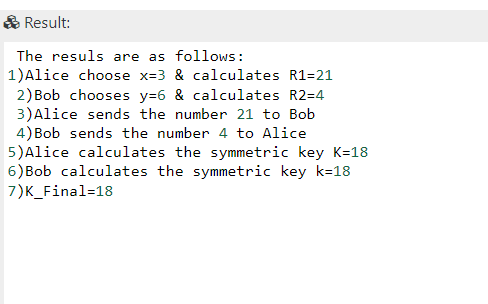 Result:
The resuls are as follows:
1)Alice choose x=3 & calculates R1=21
2)Bob chooses y=6 & calculates R2=4
3)Alice sends the number 21 to Bob
4)Bob sends the number 4 to Alice
5)Alice calculates the symmetric key K=18
6)Bob calculates the symmetric key k=18
7)K_Final=18